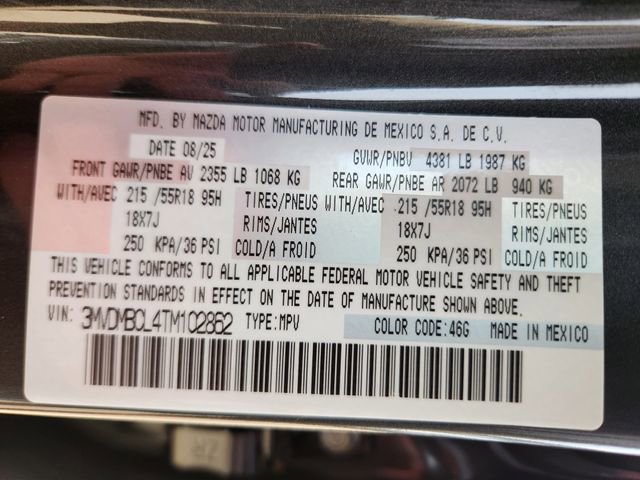 MFD. BY MAZDA MOTOR MANUFACTURING DE MEXICO S.A. DE C.V.
DATE 08/25 GVWR/PNBV 4381 LB 1987 KG
FRONT GAWR/PNBE AV 2355 LB 1068 KG REAR GAWR/PNBE AR 2072 LB 940 KG
WITH/AVEC 215 /55R18 95H TIRES/PNEUS WITH/AVEC 215 /55R18 95H TIRES/PNEUS
18X7J RIMS/JANTES 18X7J RIMS/JANTES
250 KPA/36 PSI COLD/A FROID 250 KPA/36 PSI COLD/A FROID
THIS VEHICLE CONFORMS TO ALL APPLICABLE FEDERAL MOTOR VEHICLE SAFETY AND THEFT
PREVENTION STANDARDS IN EFFECT ON THE DATE OF MANUFACTURE SHOWN ABOVE.
VIN: 3MVDMBCL4TM102862 TYPE:MPV COLOR CODE:46G MADE IN MEXICO